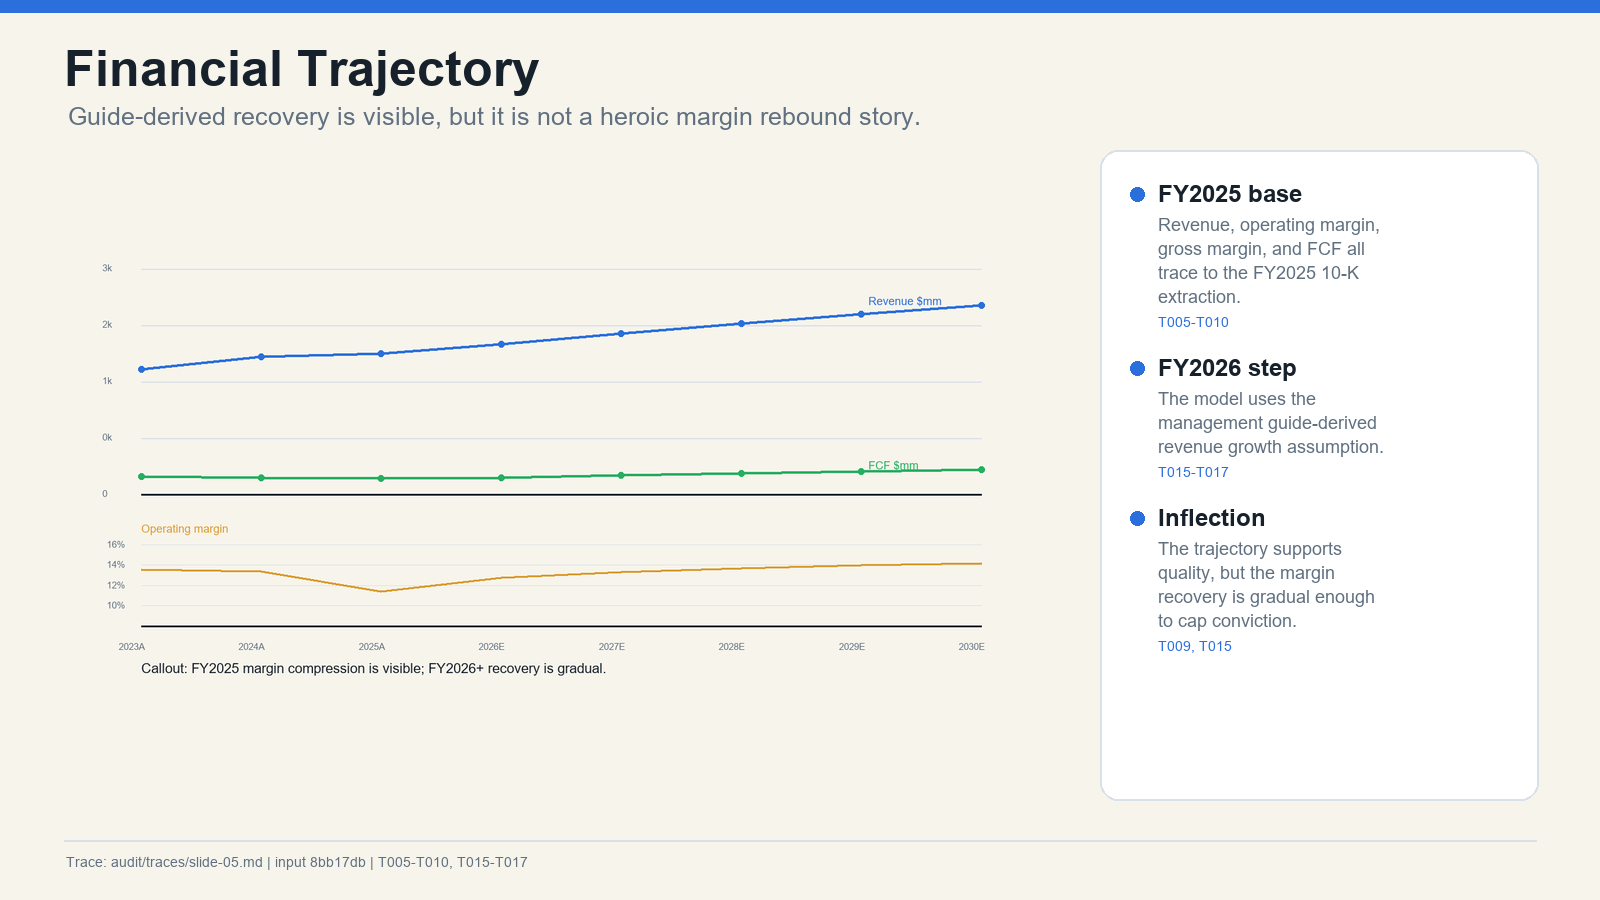 Financial Trajectory
Guide-derived recovery is visible, but it is not a heroic margin rebound story.
3k
2k
1k
0k
0
Revenue $mm
FCF $mm
Operating margin
16%
14%
12%
10%
2023A
2024A
2025A
2026E
2027E
2028E
2029E
2030E
Callout: FY2025 margin compression is visible; FY2026+ recovery is gradual.
FY2025 base
Revenue, operating margin,
gross margin, and FCF all
trace to the FY2025 10-K
extraction.
T005-T010
FY2026 step
The model uses the
management guide-derived
revenue growth assumption.
T015-T017
Inflection
The trajectory supports
quality, but the margin
recovery is gradual enough
to cap conviction.
T009, T015
Trace: audit/traces/slide-05.md | input 8bb17db | T005-T010, T015-T017